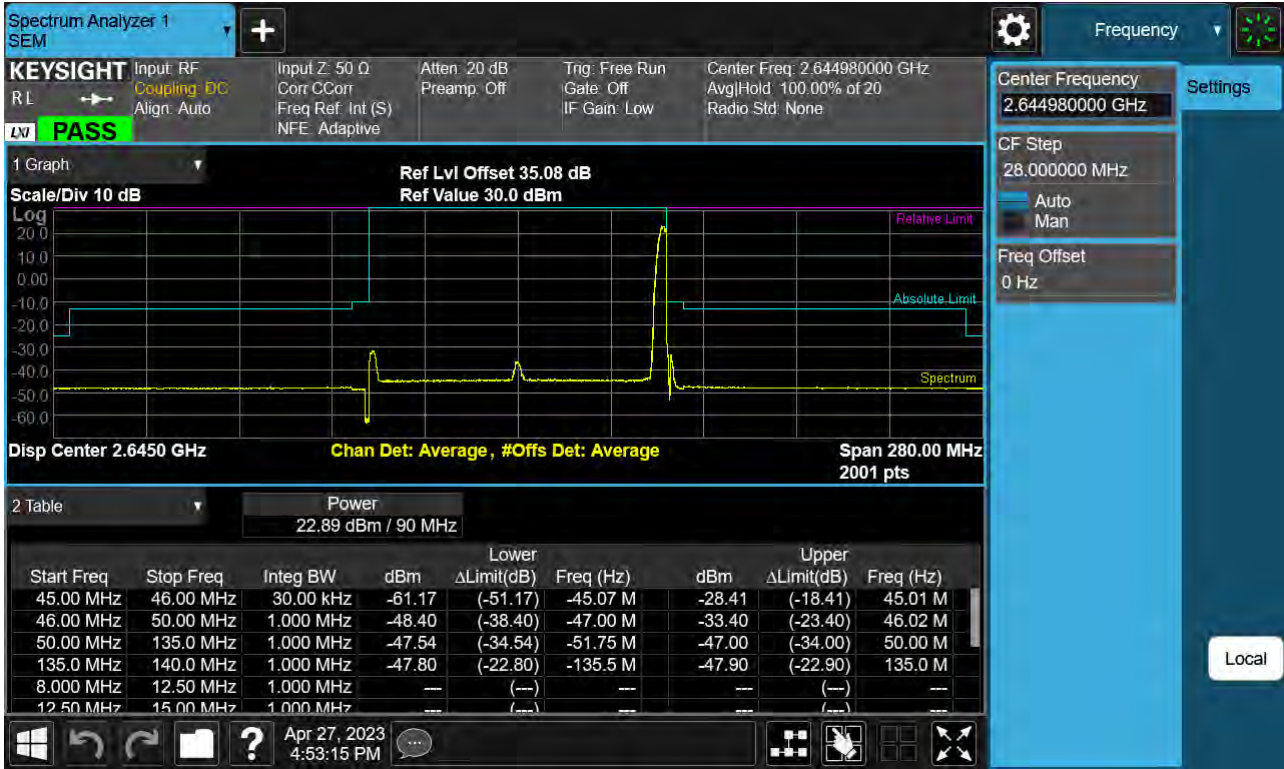 Spectrum Analyzer 1
SEM
Frequency
KEYSIGHT
Input: RF
Coupling: DC
Align: Auto
Input Z: 50 Ω
Corr CCorr
Freq Ref: Int (S)
NFE: Adaptive
Atten: 20 dB
Preamp: Off
Trig: Free Run
Gate: Off
IF Gain: Low
Center Freq: 2.644980000 GHz
Avg|Hold: 100.00% of 20
Radio Std: None
R L
LXI PASS
1 Graph
Scale/Div 10 dB
Ref Lvl Offset 35.08 dB
Ref Value 30.0 dBm
Log
20.0
10.0
0.00
-10.0
-20.0
-30.0
-40.0
-50.0
-60.0
Relative Limit
Absolute Limit
Spectrum
Disp Center 2.6450 GHz
Chan Det: Average , #Offs Det: Average
Span 280.00 MHz
2001 pts
2 Table
Power
22.89 dBm / 90 MHz
Lower Upper
Start Freq Stop Freq Integ BW dBm ΔLimit(dB) Freq (Hz) dBm ΔLimit(dB) Freq (Hz)
45.00 MHz 46.00 MHz 30.00 kHz -61.17 (-51.17) -45.07 M -28.41 (-18.41) 45.01 M
46.00 MHz 50.00 MHz 1.000 MHz -48.40 (-38.40) -47.00 M -33.40 (-23.40) 46.02 M
50.00 MHz 135.0 MHz 1.000 MHz -47.54 (-34.54) -51.75 M -47.00 (-34.00) 50.00 M
135.0 MHz 140.0 MHz 1.000 MHz -47.80 (-22.80) -135.5 M -47.90 (-22.90) 135.0 M
8.000 MHz 12.50 MHz 1.000 MHz --- (---) --- --- (---) ---
12.50 MHz 15.00 MHz 1.000 MHz --- (---) --- --- (---) ---
Apr 27, 2023
4:53:15 PM
?
Center Frequency
2.644980000 GHz
Settings
CF Step
28.000000 MHz
Auto
Man
Freq Offset
0 Hz
Local